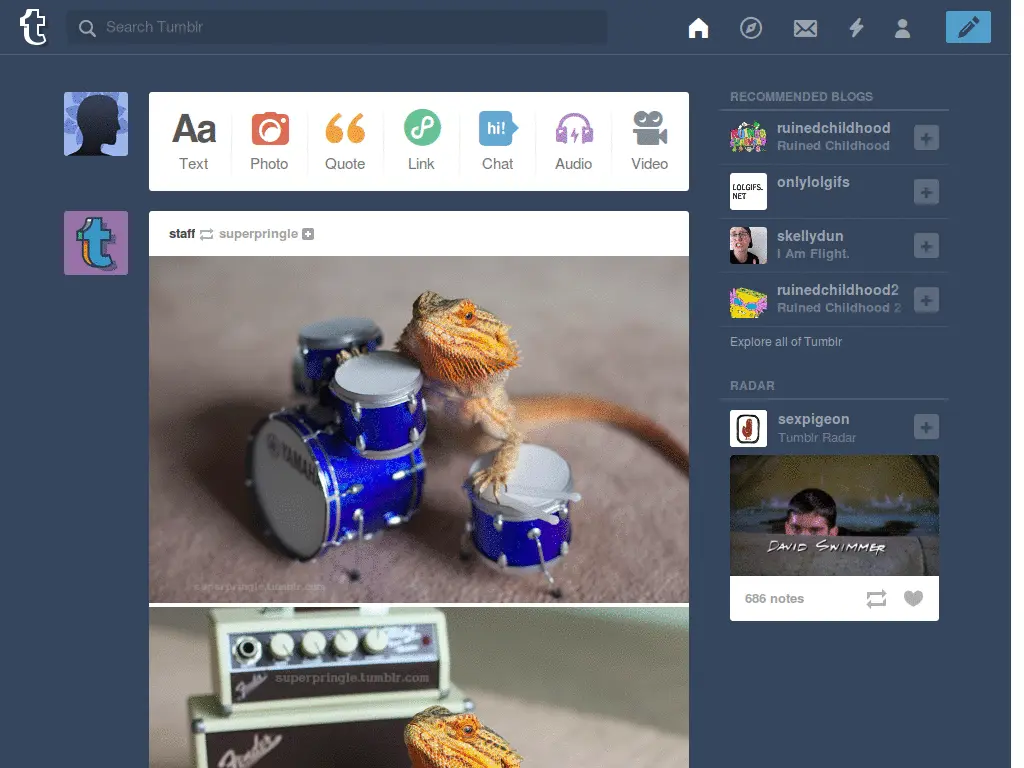 t
Search Tumblr
Aa
hi!
Text
Photo
Quote
Link
Chat
Audio
Video
t
staff superpringle
YAMAHA
superpringle.tumblr.com
superpringle.tumblr.com
Fender
Fender
RECOMMENDED BLOGS
ruinedchildhood
Ruined Childhood
LOLGIFS.
NET
onlylolgifs
skellydun
I Am Flight.
ruinedchildhood2
Ruined Childhood 2
Explore all of Tumblr
RADAR
sexpigeon
Tumblr Radar
DAVID SWIMMER
686 notes